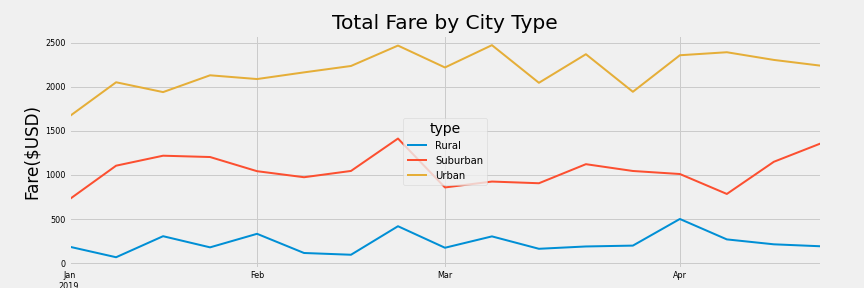 Total Fare by City Type
Fare($USD)
2500
2000
1500
1000
500
0
type
Rural
Suburban
Urban
Jan
2019
Feb
Mar
Apr